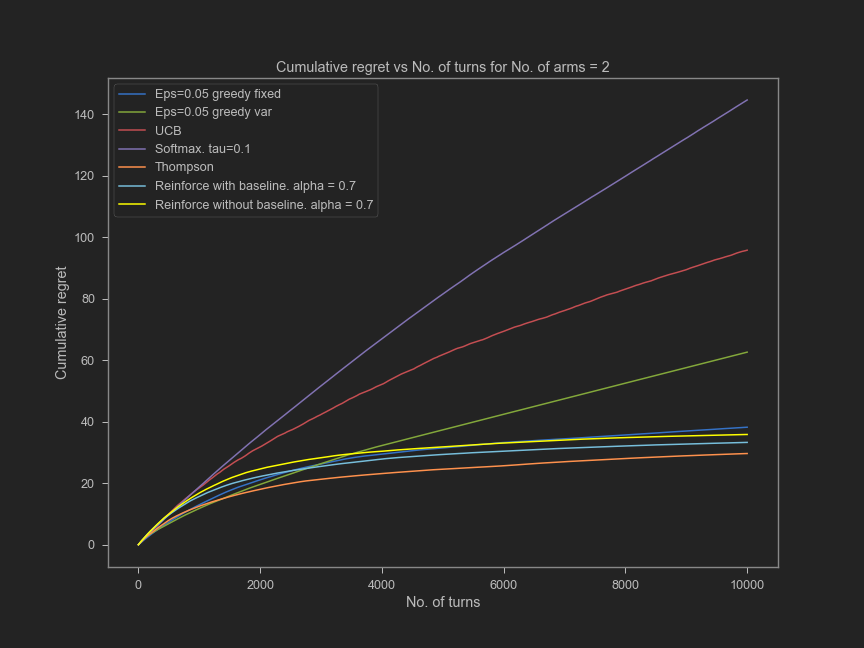 Cumulative regret vs No. of turns for No. of arms = 2
Eps=0.05 greedy fixed
Eps=0.05 greedy var
UCB
Softmax. tau=0.1
Thompson
Reinforce with baseline. alpha = 0.7
Reinforce without baseline. alpha = 0.7
Cumulative regret
140
120
100
80
60
40
20
0
0 2000 4000 6000 8000 10000
No. of turns